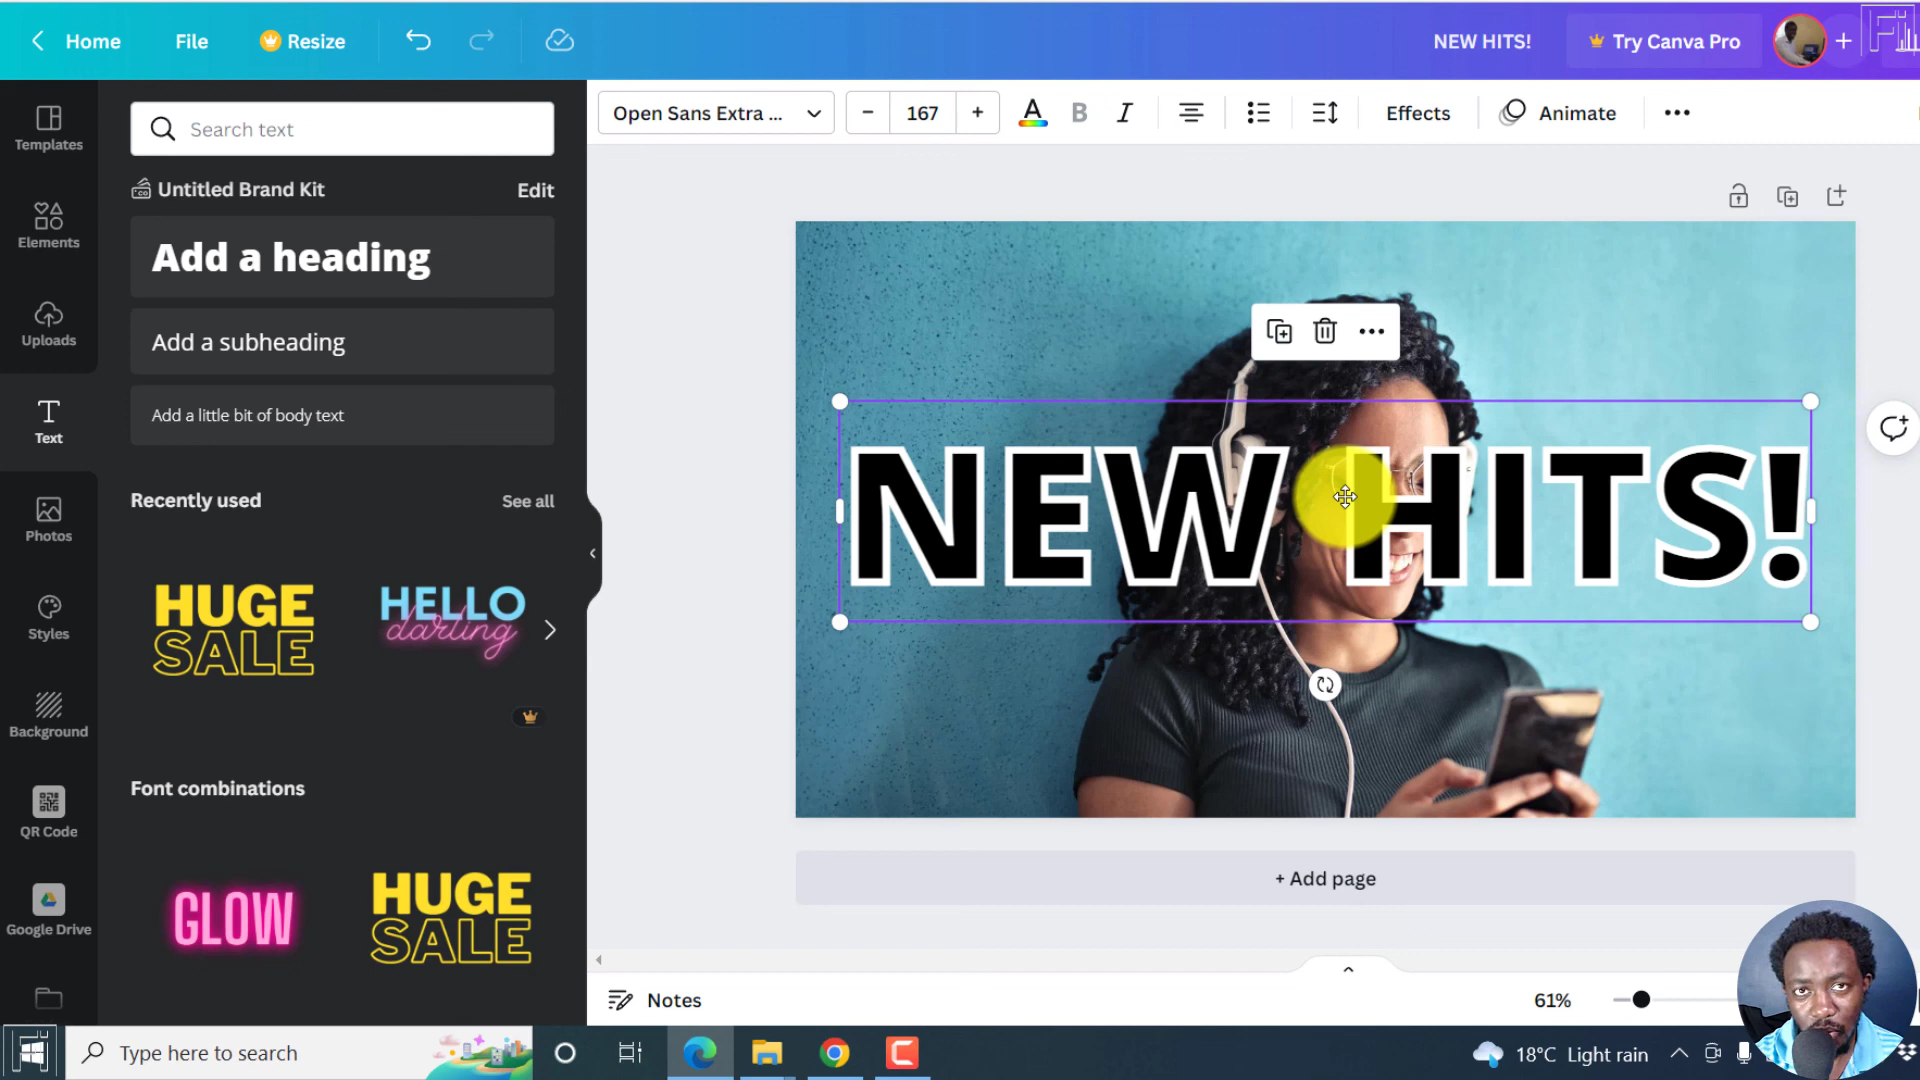 Home
File
Resize
NEW HITS!
Try Canva Pro
Open Sans Extra ...
167
A
B
I
Effects
Animate
Templates
Elements
Uploads
Text
Photos
Styles
Background
QR Code
Google Drive
Search text
Untitled Brand Kit
Edit
Add a heading
Add a subheading
Add a little bit of body text
Recently used
See all
HUGE
SALE
HELLO
darling
Font combinations
GLOW
HUGE
SALE
NEW HITS!
+ Add page
Notes
61%
Type here to search
18°C Light rain